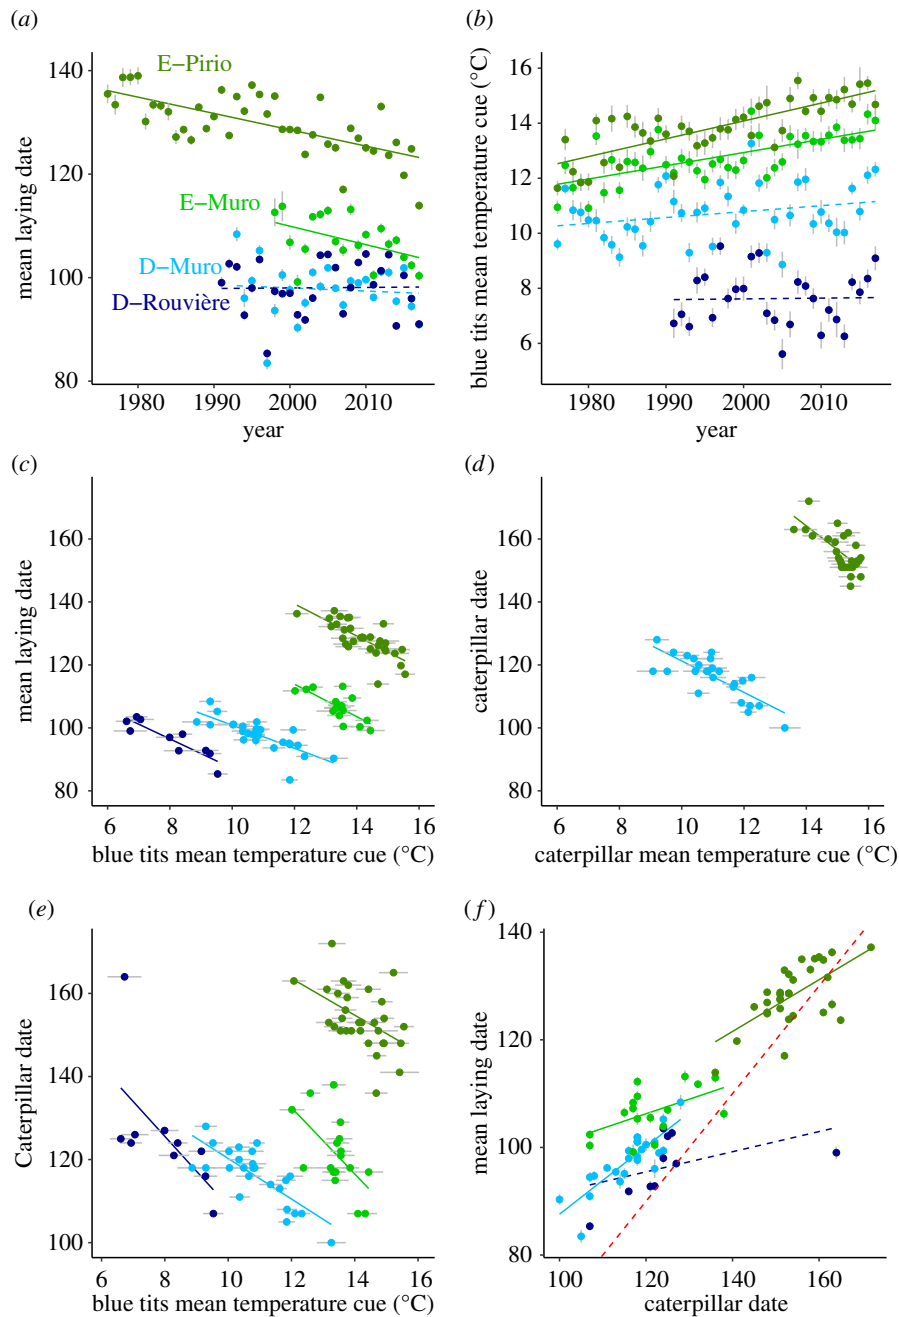 (a)
140
120
100
80
mean laying date
E−Pirio
E−Muro
D−Muro
D−Rouvière
1980
1990
2000
2010
year
(b)
16
14
12
10
8
6
blue tits mean temperature cue (°C)
1980
1990
2000
2010
year
(c)
160
140
120
100
80
mean laying date
6
8
10
12
14
16
blue tits mean temperature cue (°C)
(d)
160
140
120
100
80
caterpillar date
6
8
10
12
14
16
caterpillar mean temperature cue (°C)
(e)
160
140
120
100
Caterpillar date
6
8
10
12
14
16
blue tits mean temperature cue (°C)
(f)
140
120
100
80
mean laying date
100
120
140
160
caterpillar date